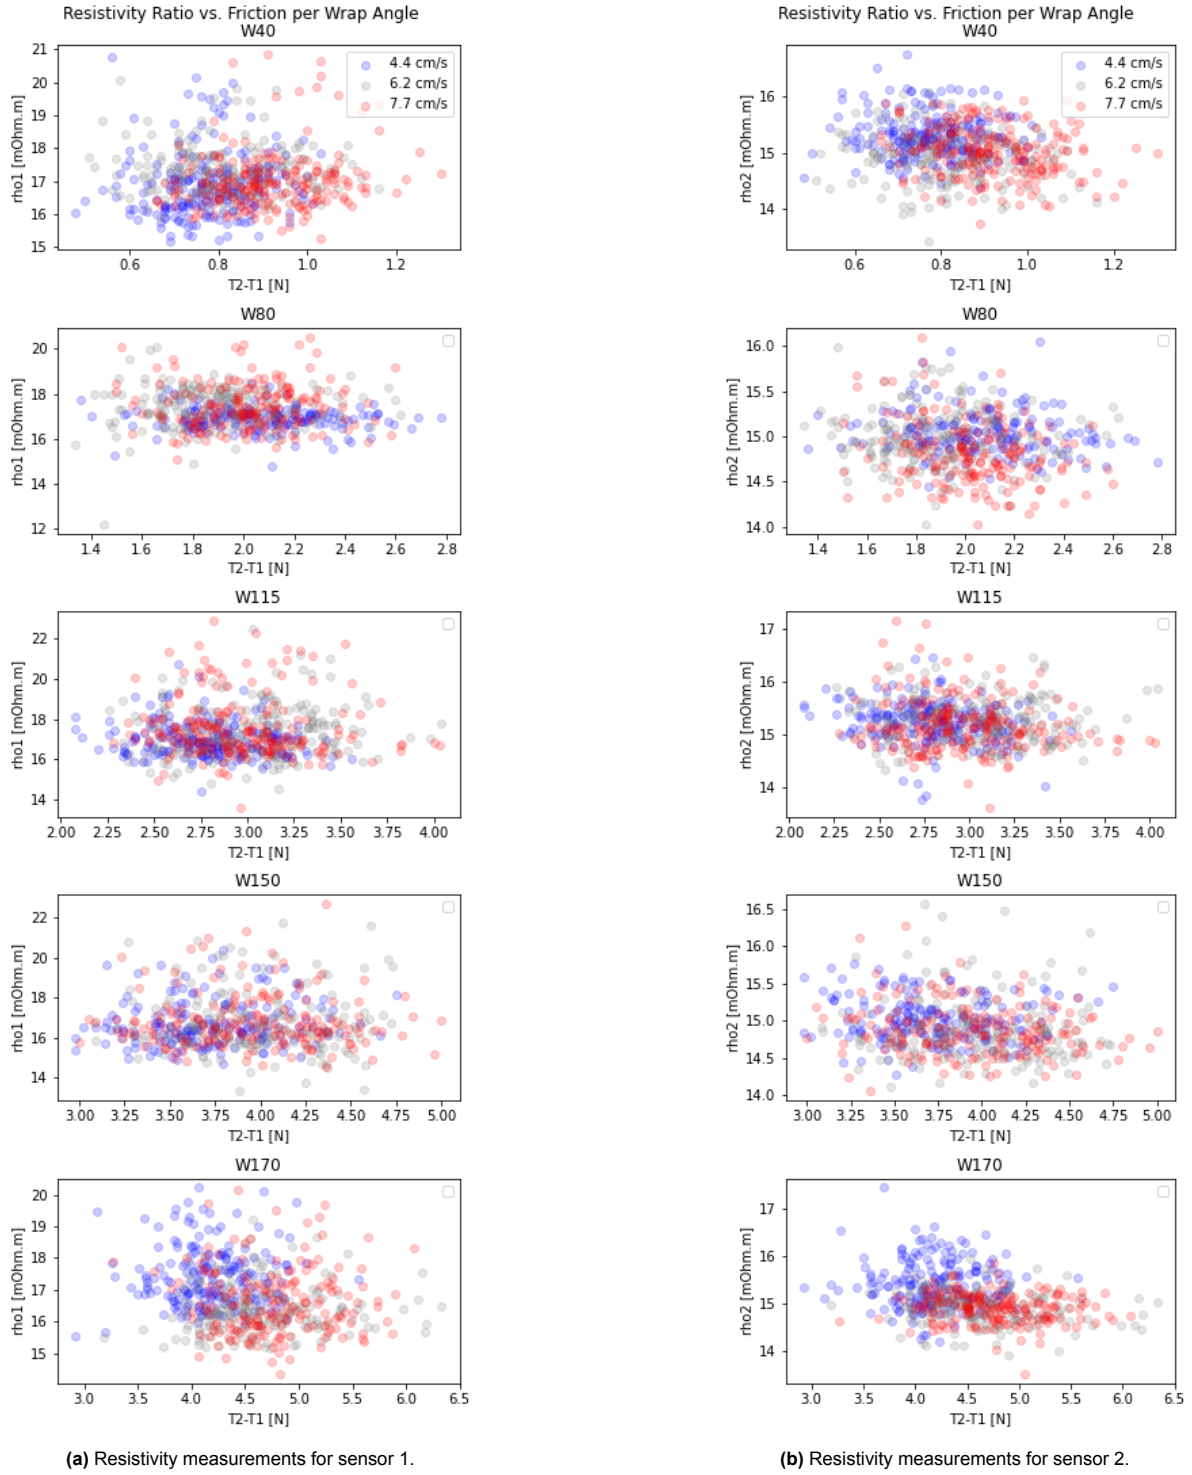 Resistivity Ratio vs. Friction per Wrap Angle
W40
21
20
19
18
17
16
15
rho1 [mOhm.m]
4.4 cm/s
6.2 cm/s
7.7 cm/s
0.6 0.8 1.0 1.2
T2-T1 [N]
W80
20
18
16
14
12
rho1 [mOhm.m]
1.4 1.6 1.8 2.0 2.2 2.4 2.6 2.8
T2-T1 [N]
W115
22
20
18
16
14
rho1 [mOhm.m]
2.00 2.25 2.50 2.75 3.00 3.25 3.50 3.75 4.00
T2-T1 [N]
W150
22
20
18
16
14
rho1 [mOhm.m]
3.00 3.25 3.50 3.75 4.00 4.25 4.50 4.75 5.00
T2-T1 [N]
W170
20
19
18
17
16
15
rho1 [mOhm.m]
3.0 3.5 4.0 4.5 5.0 5.5 6.0 6.5
T2-T1 [N]
(a) Resistivity measurements for sensor 1.
Resistivity Ratio vs. Friction per Wrap Angle
W40
16
15
14
rho2 [mOhm.m]
4.4 cm/s
6.2 cm/s
7.7 cm/s
0.6 0.8 1.0 1.2
T2-T1 [N]
W80
16.0
15.5
15.0
14.5
14.0
rho2 [mOhm.m]
1.4 1.6 1.8 2.0 2.2 2.4 2.6 2.8
T2-T1 [N]
W115
17
16
15
14
rho2 [mOhm.m]
2.00 2.25 2.50 2.75 3.00 3.25 3.50 3.75 4.00
T2-T1 [N]
W150
16.5
16.0
15.5
15.0
14.5
14.0
rho2 [mOhm.m]
3.00 3.25 3.50 3.75 4.00 4.25 4.50 4.75 5.00
T2-T1 [N]
W170
17
16
15
14
rho2 [mOhm.m]
3.0 3.5 4.0 4.5 5.0 5.5 6.0 6.5
T2-T1 [N]
(b) Resistivity measurements for sensor 2.